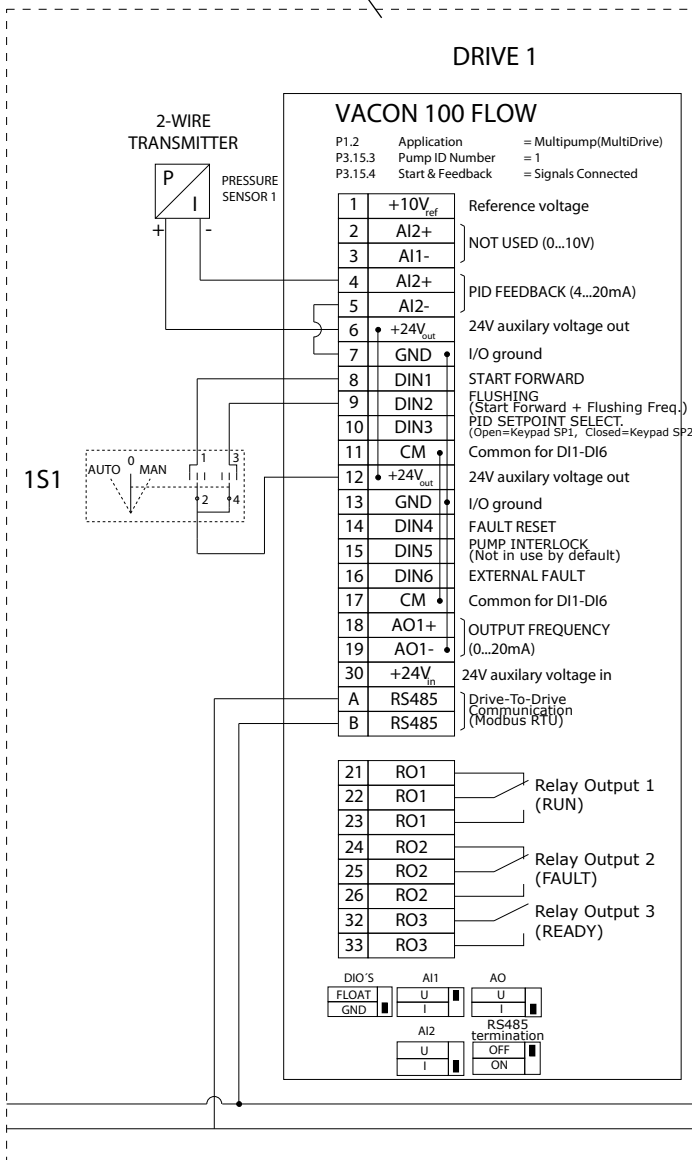 DRIVE 1
2-WIRE
TRANSMITTER
P
I
+ -
PRESSURE
SENSOR 1
VACON 100 FLOW
P1.2 Application = Multipump(MultiDrive)
P3.15.3 Pump ID Number = 1
P3.15.4 Start & Feedback = Signals Connected
1 +10Vref Reference voltage
2 AI2+
3 AI1-
NOT USED (0...10V)
4 AI2+
5 AI2-
PID FEEDBACK (4...20mA)
6 +24Vout 24V auxilary voltage out
7 GND I/O ground
8 DIN1 START FORWARD
9 DIN2 FLUSHING
(Start Forward + Flushing Freq.)
10 DIN3 PID SETPOINT SELECT.
(Open=Keypad SP1, Closed=Keypad SP2
11 CM Common for DI1-DI6
12 +24Vout 24V auxilary voltage out
13 GND I/O ground
14 DIN4 FAULT RESET
15 DIN5 PUMP INTERLOCK
(Not in use by default)
16 DIN6 EXTERNAL FAULT
17 CM Common for DI1-DI6
18 AO1+ OUTPUT FREQUENCY
19 AO1- (0...20mA)
30 +24Vin 24V auxilary voltage in
A RS485 Drive-To-Drive
Communication
B RS485 (Modbus RTU)
1S1
AUTO 0 MAN
1 3
2 4
21 RO1
22 RO1
23 RO1
Relay Output 1
(RUN)
24 RO2
25 RO2
26 RO2
Relay Output 2
(FAULT)
32 RO3
33 RO3
Relay Output 3
(READY)
DIO´S
FLOAT
GND
AI1
U
I
AO
U
I
AI2
U
I
RS485
termination
OFF
ON